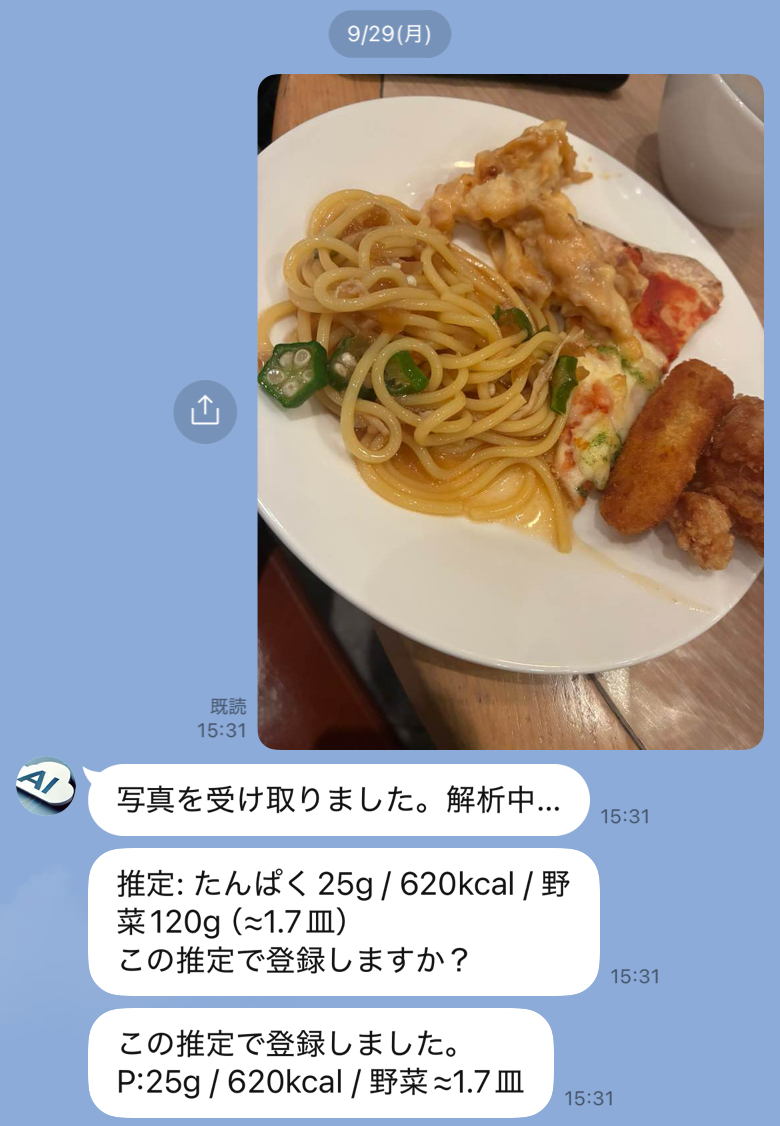 9/29(月)
既読
15:31
AI
写真を受け取りました。解析中...
15:31
推定: たんぱく25g / 620kcal / 野
菜120g（≈1.7皿）
この推定で登録しますか？
15:31
この推定で登録しました。
P:25g / 620kcal / 野菜≈1.7皿
15:31